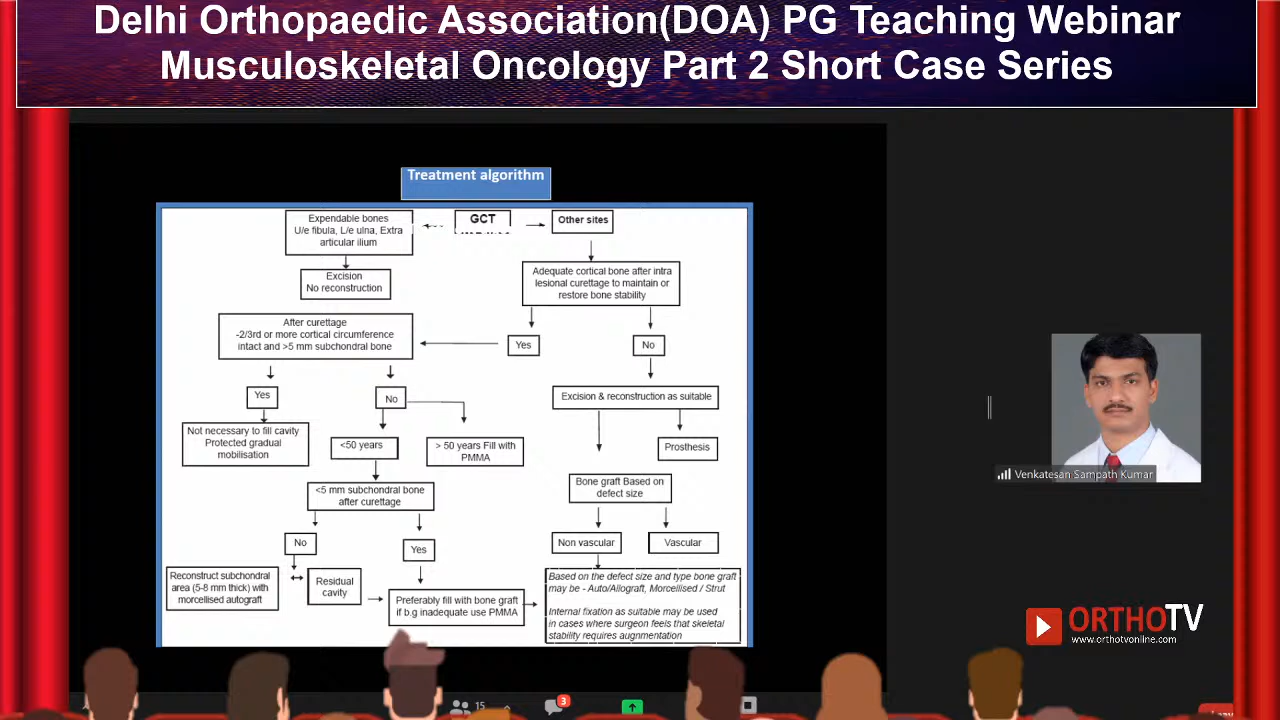 Delhi Orthopaedic Association(DOA) PG Teaching Webinar
Musculoskeletal Oncology Part 2 Short Case Series
Treatment algorithm
Expendable bones
U/e fibula, L/e ulna, Extra
articular ilium
GCT
Other sites
Excision
No reconstruction
Adequate cortical bone after intra
lesional curettage to maintain or
restore bone stability
After curettage
-2/3rd or more cortical circumference
intact and >5 mm subchondral bone
Yes
No
Yes
No
Excision & reconstruction as suitable
Not necessary to fill cavity
Protected gradual
mobilisation
<50 years
> 50 years Fill with
PMMA
Prosthesis
<5 mm subchondral bone
after curettage
Bone graft Based on
defect size
No
Yes
Non vascular
Vascular
Reconstruct subchondral
area (5-8 mm thick) with
morcellised autograft
Residual
cavity
Preferably fill with bone graft
if b.g inadequate use PMMA
Based on the defect size and type bone graft
may be - Auto/Allograft, Morcellised / Strut
Internal fixation as suitable may be used
in cases where surgeon feels that skeletal
stability requires augnmentation
Venkatesan Sampath Kumar
ORTHOTV
www.orthotvonline.com
15
3